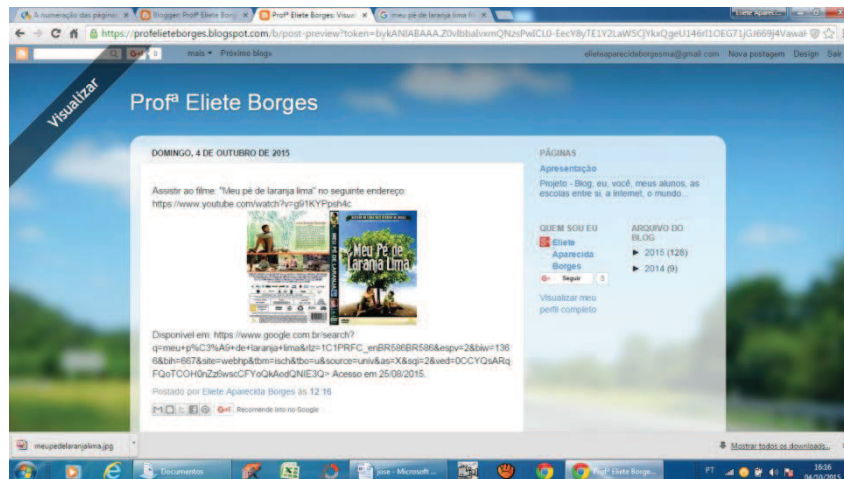 A numeração das página
Blogger: Profª Eliete Borg
Profª Eliete Borges: Visual
meu pé de laranja lima fil
https://profelieteborges.blogspot.com/b/post-preview?token=
mais
Próximo blog»
elieteaparecidaborgesma@gmail.com
Nova postagem
Design
Sair
Visualizar
Profª Eliete Borges
DOMINGO, 4 DE OUTUBRO DE 2015
Assistir ao filme: "Meu pé de laranja lima" no seguinte endereço:
https://www.youtube.com/watch?v=g91KYPpsh4c
Meu Pé de
Laranja Lima
Disponível em: https://www.google.com.br/search?
q=meu+p%C3%A9+de+laranja+lima&rlz=1C1PRFC_enBR586BR586&espv=2&biw=136
6&bih=667&site=webhp&tbm=isch&tbo=u&source=univ&sa=X&sqi=2&ved=0CCYQsARq
FQoTCOH0nZz6wscCFYoQkAodQNIE3Q> Acesso em 25/08/2015.
Postado por Eliete Aparecida Borges às 12:16
G+1 Recomende isto no Google
PÁGINAS
Apresentação
Projeto - Blog, eu, você, meus alunos, as
escolas entre si, a internet, o mundo...
QUEM SOU EU
Eliete
Aparecida
Borges
Seguir
3
Visualizar meu
perfil completo
ARQUIVO DO
BLOG
► 2015 (128)
► 2014 (9)
meupedelaranjalima.jpg
Mostrar todos os downloads...
Documentos
jose - Microsoft ...
Profª Eliete Borge...
PT
16:16
04/10/2015